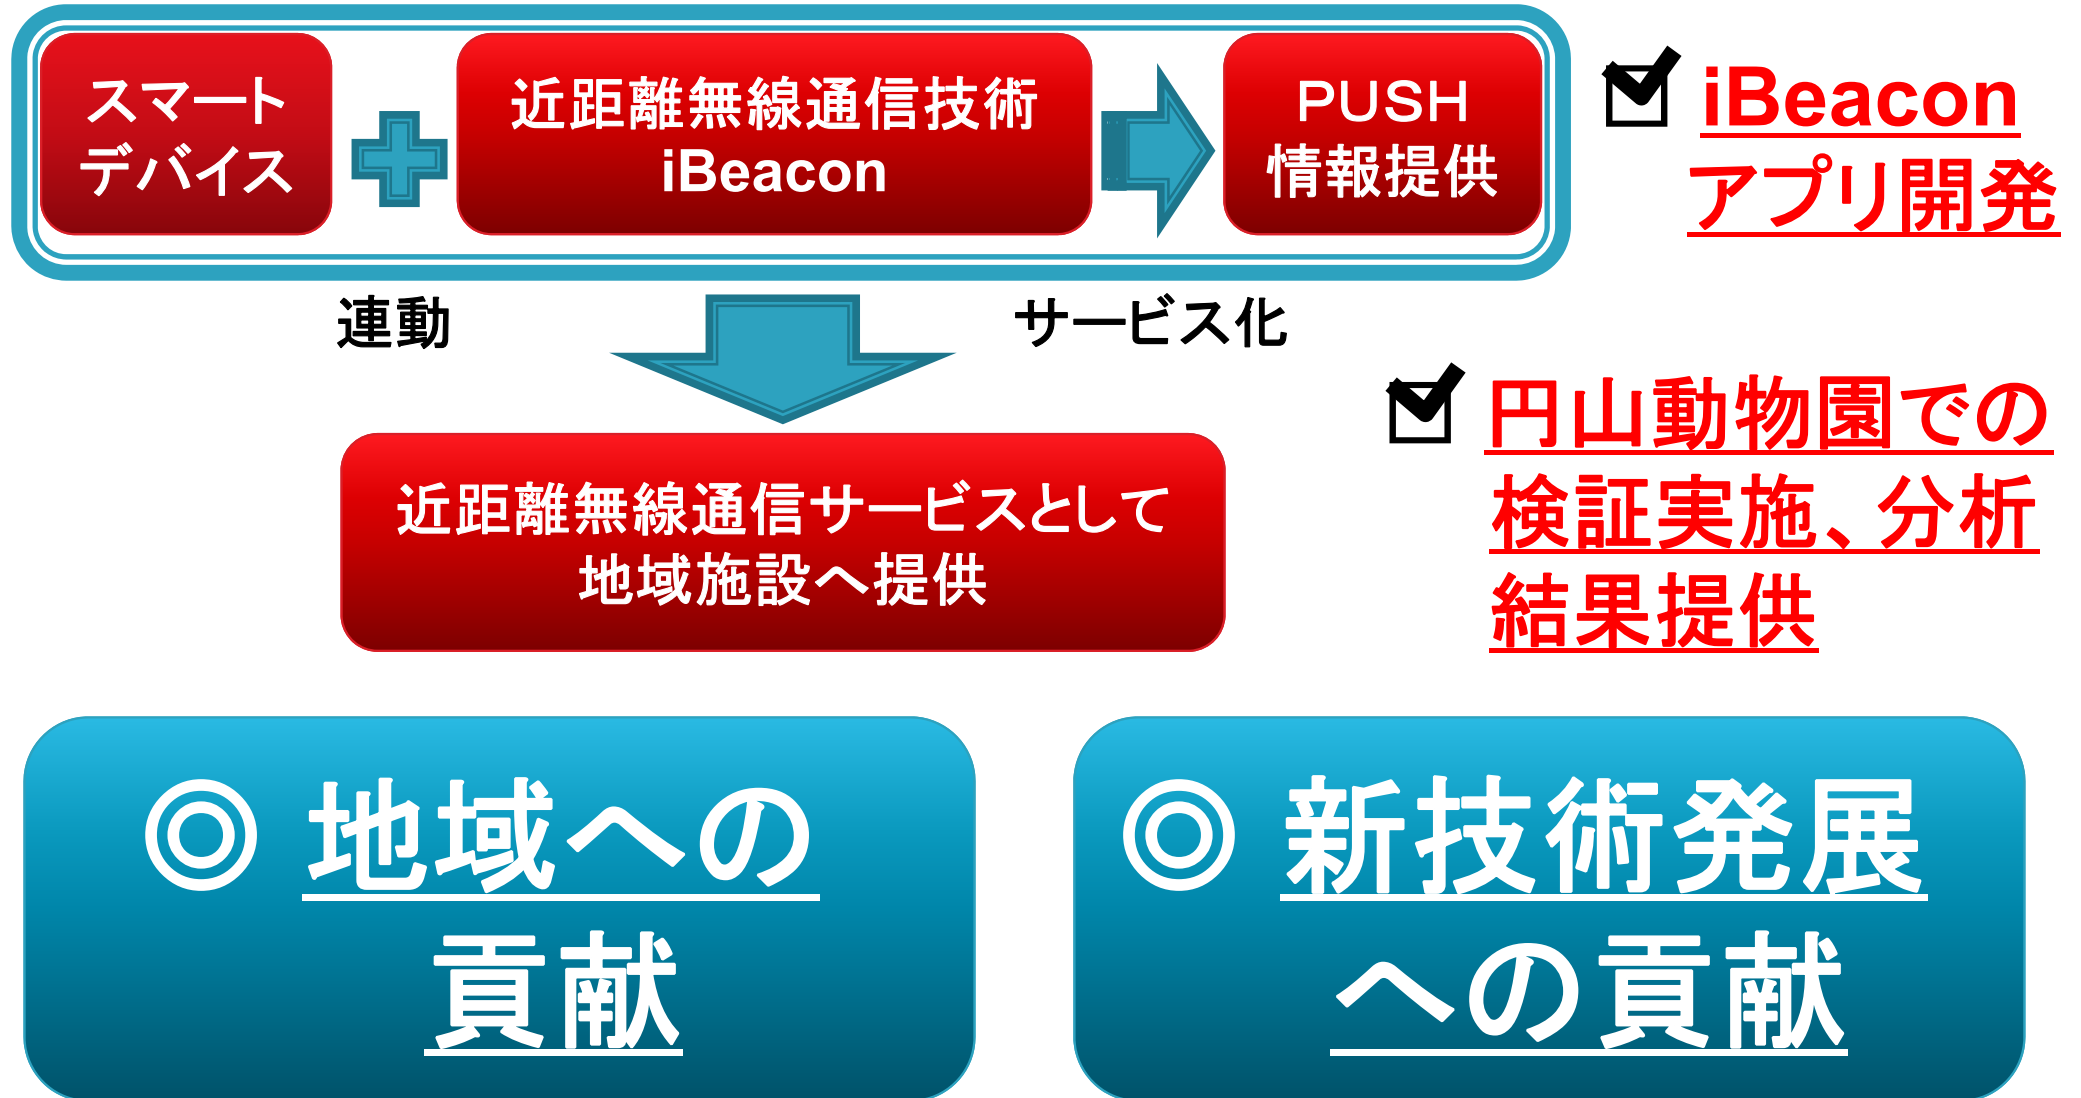 スマート
デバイス
近距離無線通信技術
iBeacon
PUSH
情報提供
iBeacon
アプリ開発
連動
サービス化
円山動物園での
検証実施、分析
結果提供
近距離無線通信サービスとして
地域施設へ提供
◎ 地域への
貢献
◎ 新技術発展
への貢献